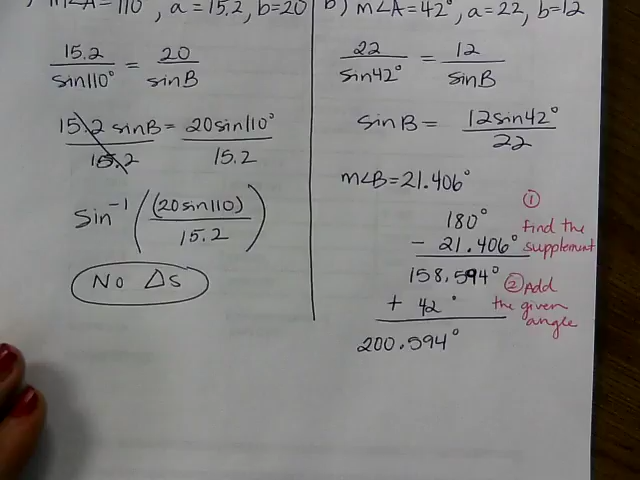 ) m∠A = 110°, a = 15.2, b = 20
15.2 / sin110° = 20 / sinB
15.2 sinB / 15.2 = 20sin110° / 15.2
Sin⁻¹ ( (20sin110) / 15.2 )
No △s
b) m∠A = 42°, a = 22, b = 12
22 / sin42° = 12 / sinB
sinB = 12sin42° / 22
m∠B = 21.406°
180°
- 21.406°
158.594°
+ 42°
200.594°
① Find the
supplement
② Add
the given
angle